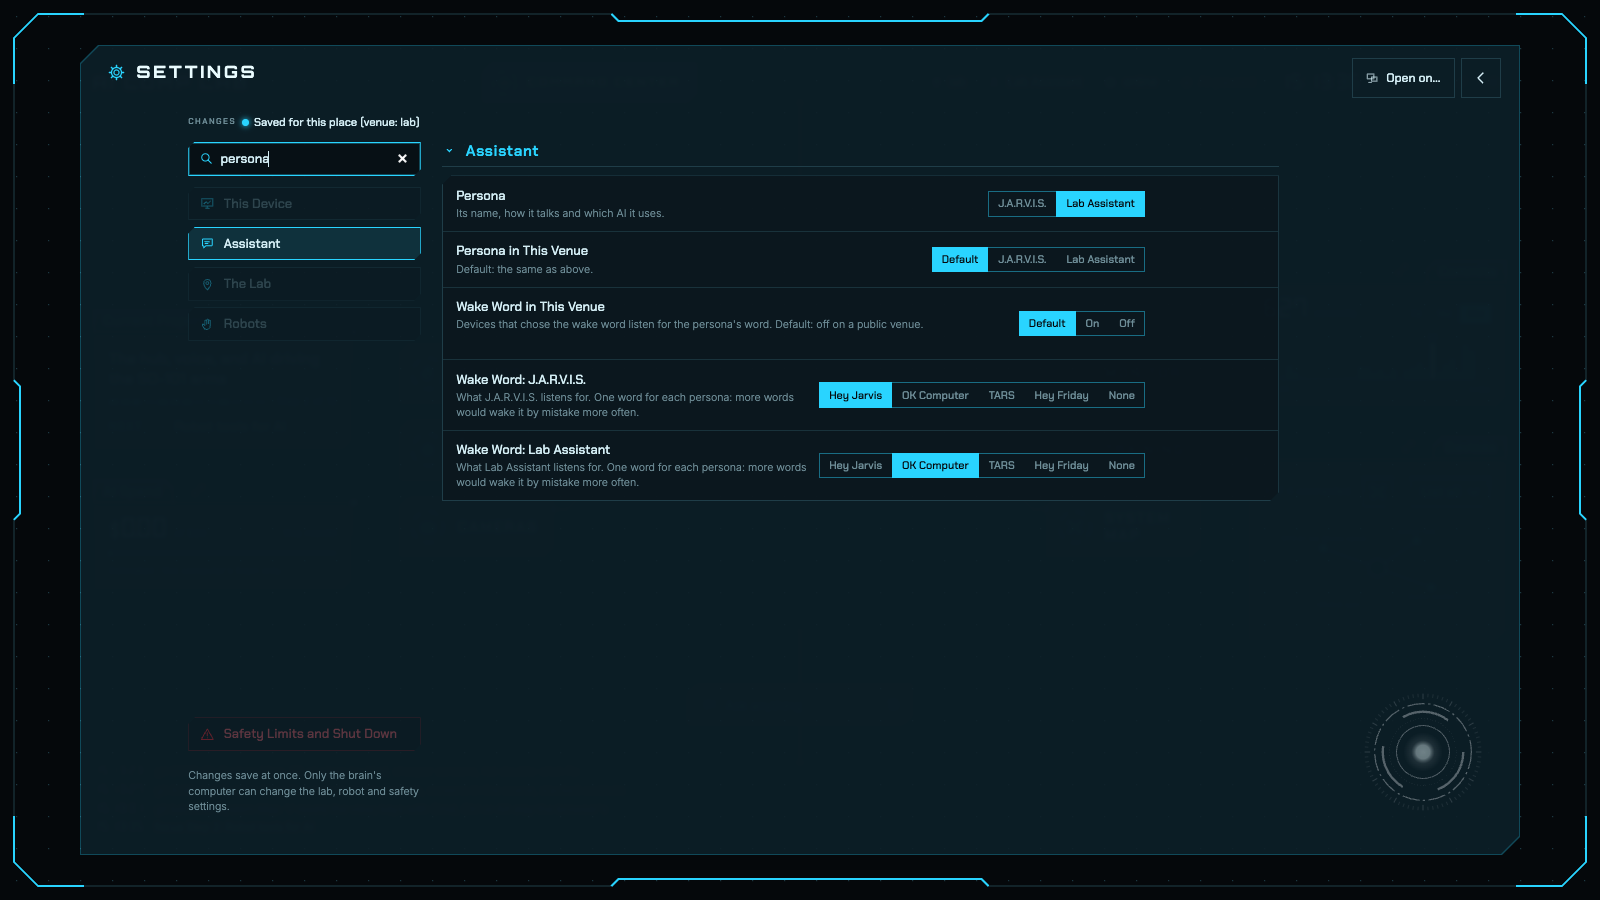 SETTINGS
Open on...
CHANGES Saved for this place (venue: lab)
persona
This Device
Assistant
The Lab
Robots
Assistant
Persona
Its name, how it talks and which AI it uses.
J.A.R.V.I.S. Lab Assistant
Persona in This Venue
Default: the same as above.
Default J.A.R.V.I.S. Lab Assistant
Wake Word in This Venue
Devices that chose the wake word listen for the persona's word. Default: off on a public venue.
Default On Off
Wake Word: J.A.R.V.I.S.
What J.A.R.V.I.S. listens for. One word for each persona: more words
would wake it by mistake more often.
Hey Jarvis OK Computer TARS Hey Friday None
Wake Word: Lab Assistant
What Lab Assistant listens for. One word for each persona: more words
would wake it by mistake more often.
Hey Jarvis OK Computer TARS Hey Friday None
Safety Limits and Shut Down
Changes save at once. Only the brain's
computer can change the lab, robot and safety
settings.